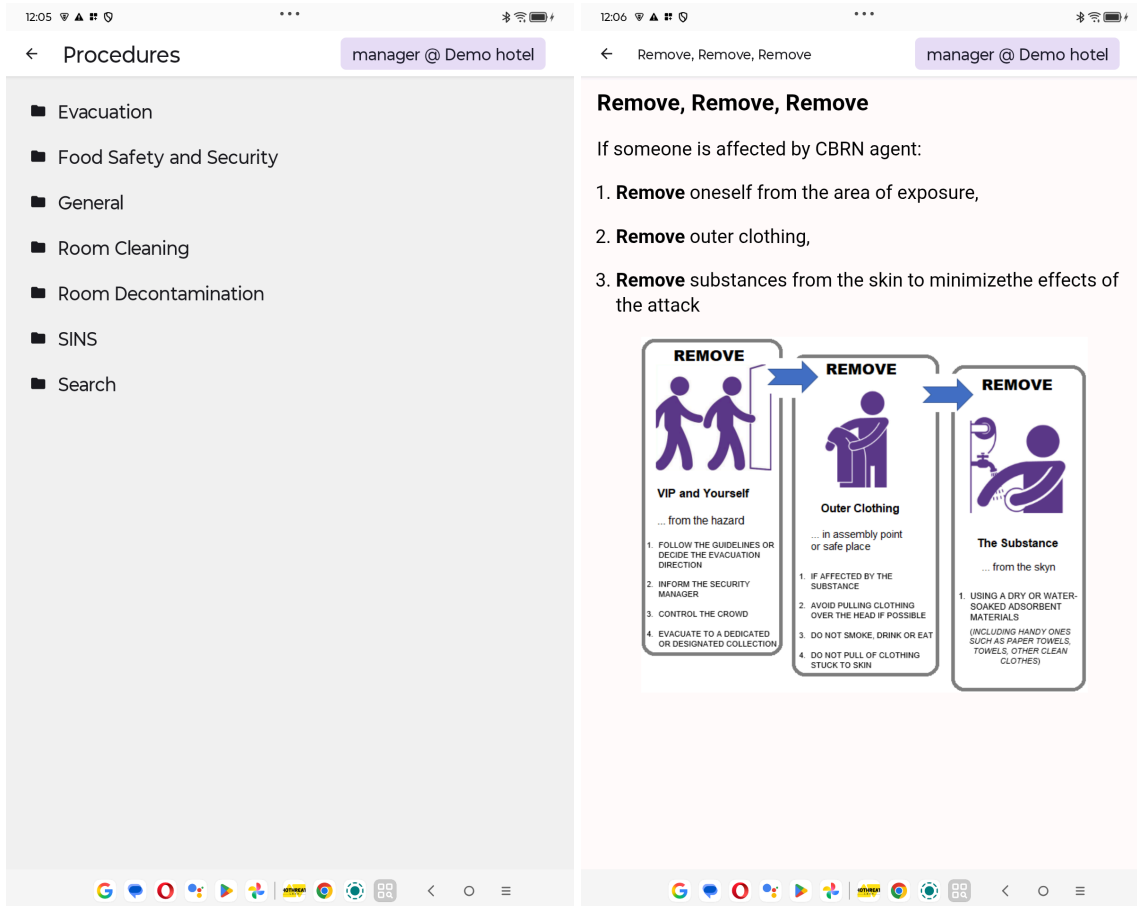 12:05
Procedures
manager @ Demo hotel
Evacuation
Food Safety and Security
General
Room Cleaning
Room Decontamination
SINS
Search
12:06
Remove, Remove, Remove
manager @ Demo hotel
Remove, Remove, Remove
If someone is affected by CBRN agent:
1. Remove oneself from the area of exposure,
2. Remove outer clothing,
3. Remove substances from the skin to minimizethe effects of
the attack
REMOVE
VIP and Yourself
... from the hazard
1. FOLLOW THE GUIDELINES OR
DECIDE THE EVACUATION
DIRECTION
2. INFORM THE SECURITY
MANAGER
3. CONTROL THE CROWD
4. EVACUATE TO A DEDICATED
OR DESIGNATED COLLECTION
REMOVE
Outer Clothing
... in assembly point
or safe place
1. IF AFFECTED BY THE
SUBSTANCE
2. AVOID PULLING CLOTHING
OVER THE HEAD IF POSSIBLE
3. DO NOT SMOKE, DRINK OR EAT
4. DO NOT PULL OF CLOTHING
STUCK TO SKIN
REMOVE
The Substance
... from the skyn
1. USING A DRY OR WATER-
SOAKED ADSORBENT
MATERIALS
(INCLUDING HANDY ONES
SUCH AS PAPER TOWELS,
TOWELS, OTHER CLEAN
CLOTHES)